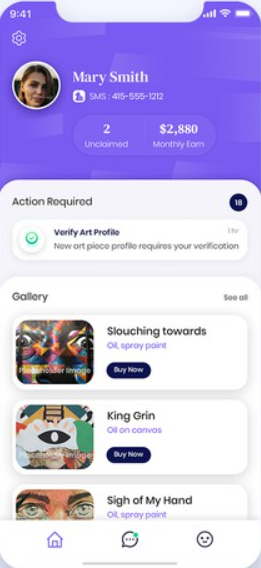 9:41
Mary Smith
SMS : 415-555-1212
2
Unclaimed
$2,880
Monthly Earn
Action Required
18
Verify Art Profile
1 hr
New art piece profile requires your verification
Gallery
See all
Placeholder Image
Slouching towards
Oil, spray paint
Buy Now
Placeholder Image
King Grin
Oil on canvas
Buy Now
Sigh of My Hand
Oil, spray paint